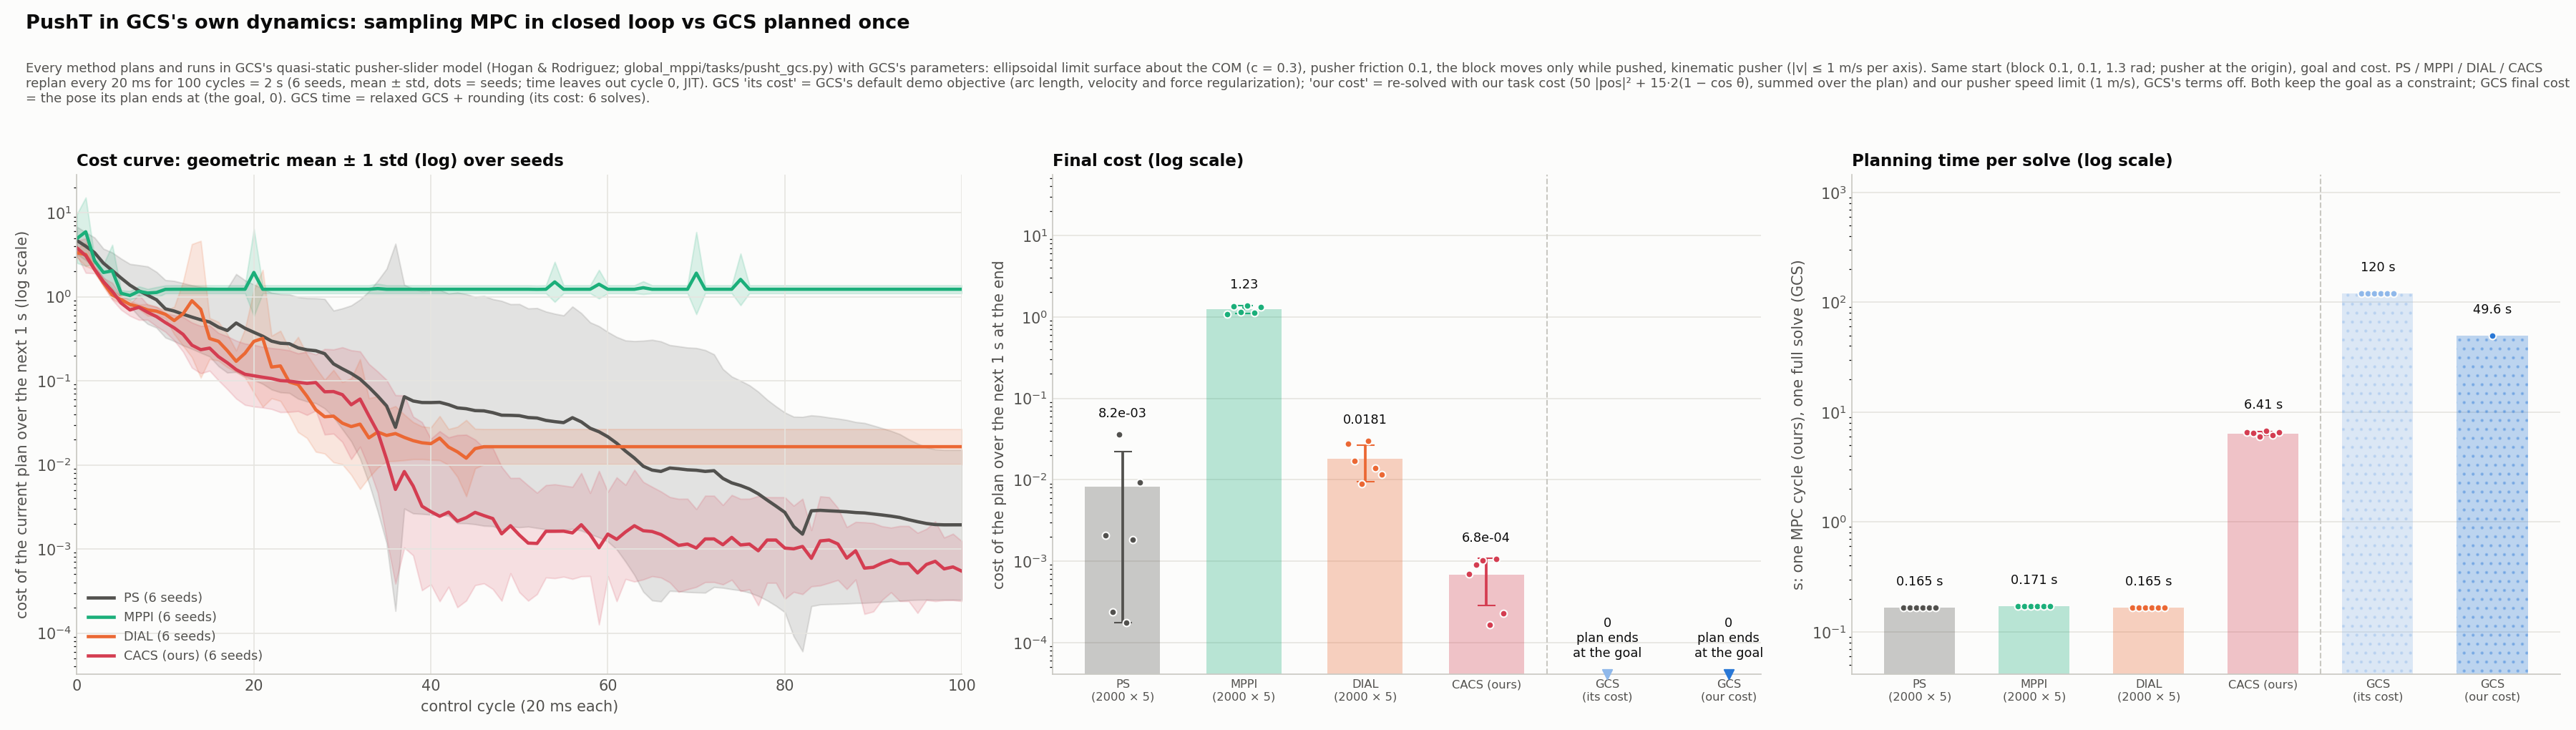 PushT in GCS's own dynamics: sampling MPC in closed loop vs GCS planned once
Every method plans and runs in GCS's quasi-static pusher-slider model (Hogan & Rodriguez; global_mppi/tasks/pusht_gcs.py) with GCS's parameters: ellipsoidal limit surface about the COM (c = 0.3), pusher friction 0.1, the block moves only while pushed, kinematic pusher (|v| ≤ 1 m/s per axis). Same start (block 0.1, 0.1, 1.3 rad; pusher at the origin), goal and cost. PS / MPPI / DIAL / CACS
replan every 20 ms for 100 cycles = 2 s (6 seeds, mean ± std, dots = seeds; time leaves out cycle 0, JIT). GCS 'its cost' = GCS's default demo objective (arc length, velocity and force regularization); 'our cost' = re-solved with our task cost (50 |pos|² + 15·2(1 − cos θ), summed over the plan) and our pusher speed limit (1 m/s), GCS's terms off. Both keep the goal as a constraint; GCS final cost
= the pose its plan ends at (the goal, 0). GCS time = relaxed GCS + rounding (its cost: 6 solves).
Cost curve: geometric mean ± 1 std (log) over seeds
cost of the current plan over the next 1 s (log scale)
10¹
10⁰
10⁻¹
10⁻²
10⁻³
10⁻⁴
PS (6 seeds)
MPPI (6 seeds)
DIAL (6 seeds)
CACS (ours) (6 seeds)
0 20 40 60 80 100
control cycle (20 ms each)
Final cost (log scale)
cost of the plan over the next 1 s at the end
10¹
10⁰
10⁻¹
10⁻²
10⁻³
10⁻⁴
8.2e-03
1.23
0.0181
6.8e-04
0
plan ends
at the goal
0
plan ends
at the goal
PS
(2000 × 5)
MPPI
(2000 × 5)
DIAL
(2000 × 5)
CACS (ours)
GCS
(its cost)
GCS
(our cost)
Planning time per solve (log scale)
s: one MPC cycle (ours), one full solve (GCS)
10³
10²
10¹
10⁰
10⁻¹
0.165 s
0.171 s
0.165 s
6.41 s
120 s
49.6 s
PS
(2000 × 5)
MPPI
(2000 × 5)
DIAL
(2000 × 5)
CACS (ours)
GCS
(its cost)
GCS
(our cost)